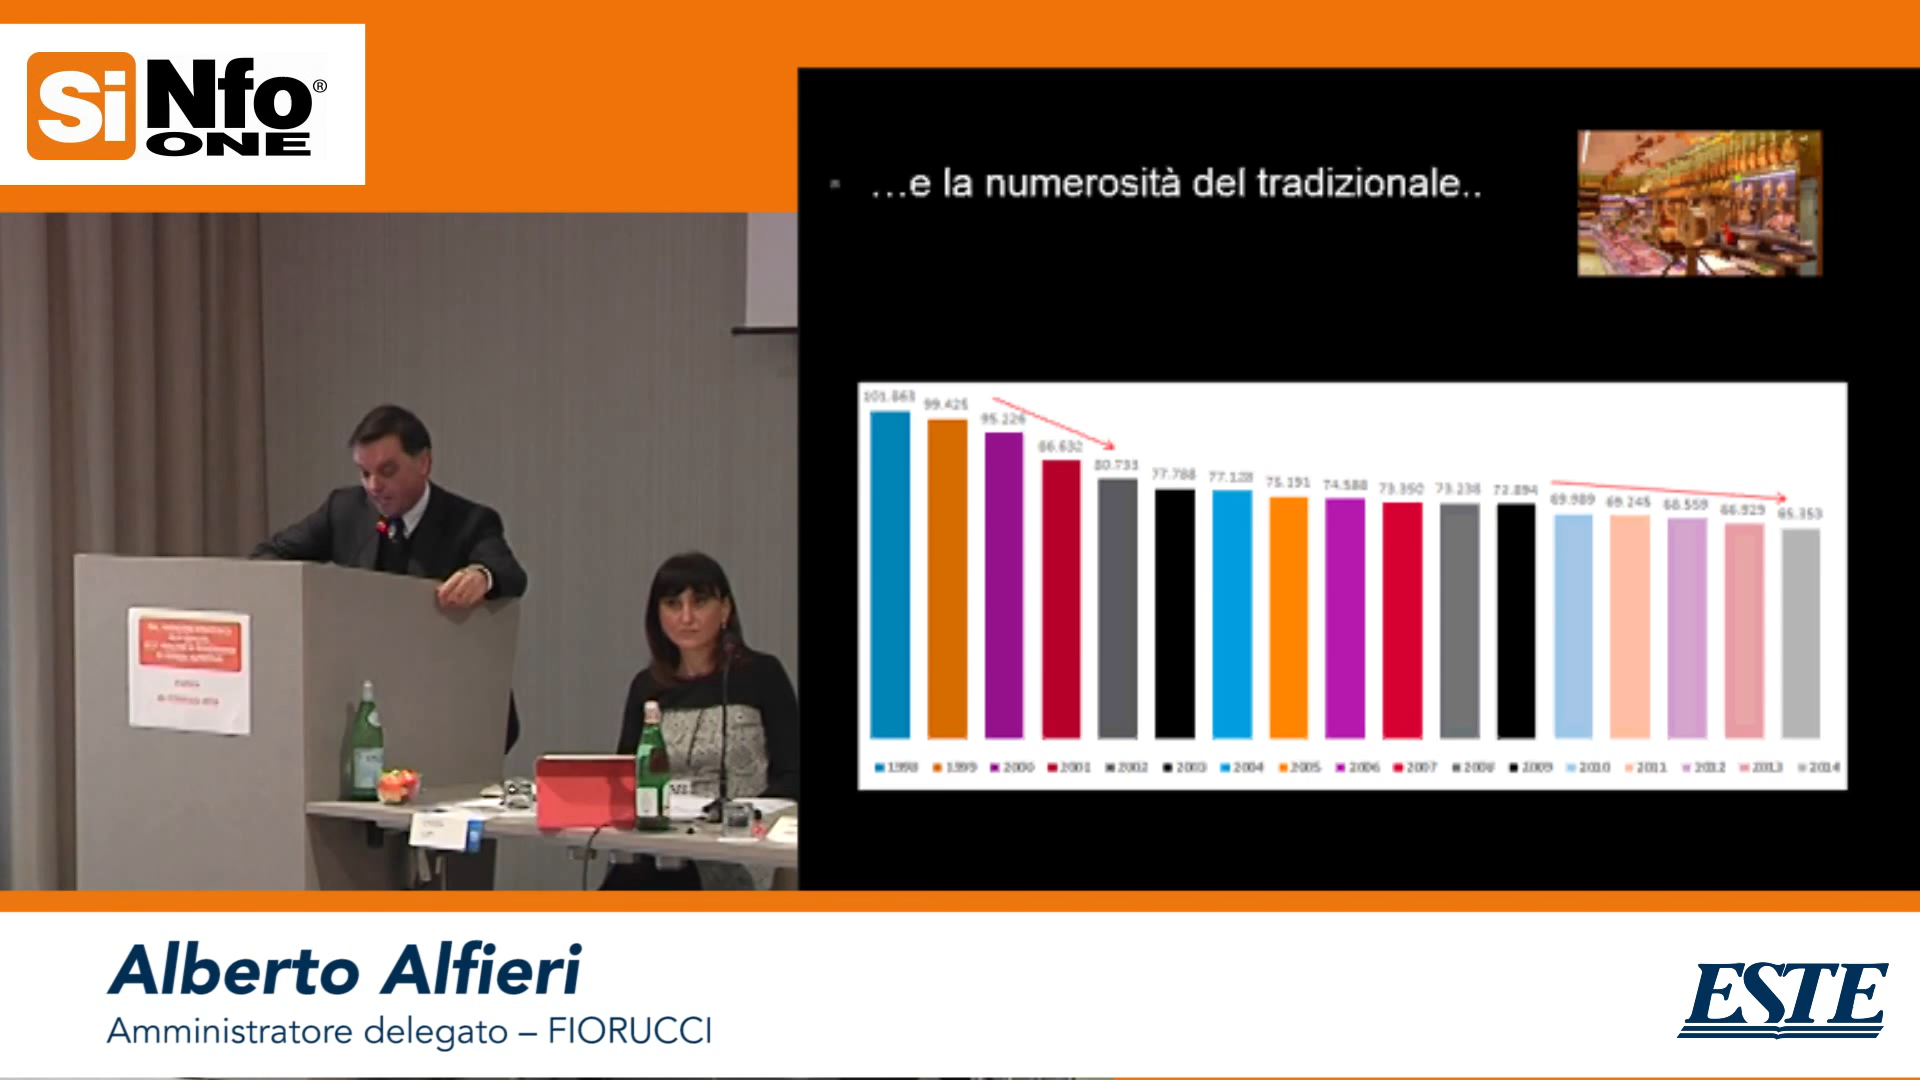 Si Nfo®
ONE
…e la numerosità del tradizionale..
101.863 99.425 95.226 86.632 80.733 77.788 77.128 75.191 74.588 73.350 73.238 72.894 69.989 69.245 68.559 66.929 65.353
1998 1999 2000 2001 2002 2003 2004 2005 2006 2007 2008 2009 2010 2011 2012 2013 2014
Alberto Alfieri
Amministratore delegato – FIORUCCI
ESTE